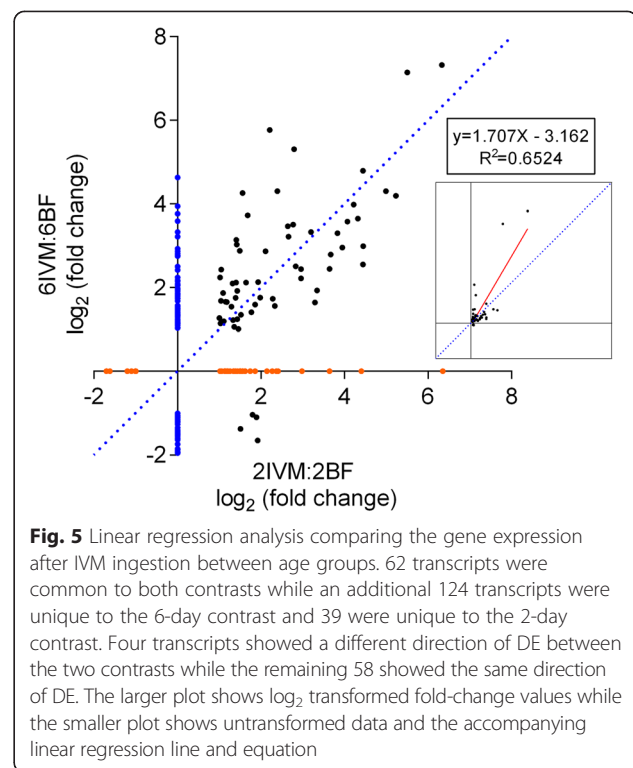 8
6
4
2
-2
-2
2
4
6
8
6IVM:6BF
log₂ (fold change)
y=1.707X - 3.162
R²=0.6524
2IVM:2BF
log₂ (fold change)
Fig. 5 Linear regression analysis comparing the gene expression
after IVM ingestion between age groups. 62 transcripts were
common to both contrasts while an additional 124 transcripts were
unique to the 6-day contrast and 39 were unique to the 2-day
contrast. Four transcripts showed a different direction of DE between
the two contrasts while the remaining 58 showed the same direction
of DE. The larger plot shows log₂ transformed fold-change values while
the smaller plot shows untransformed data and the accompanying
linear regression line and equation